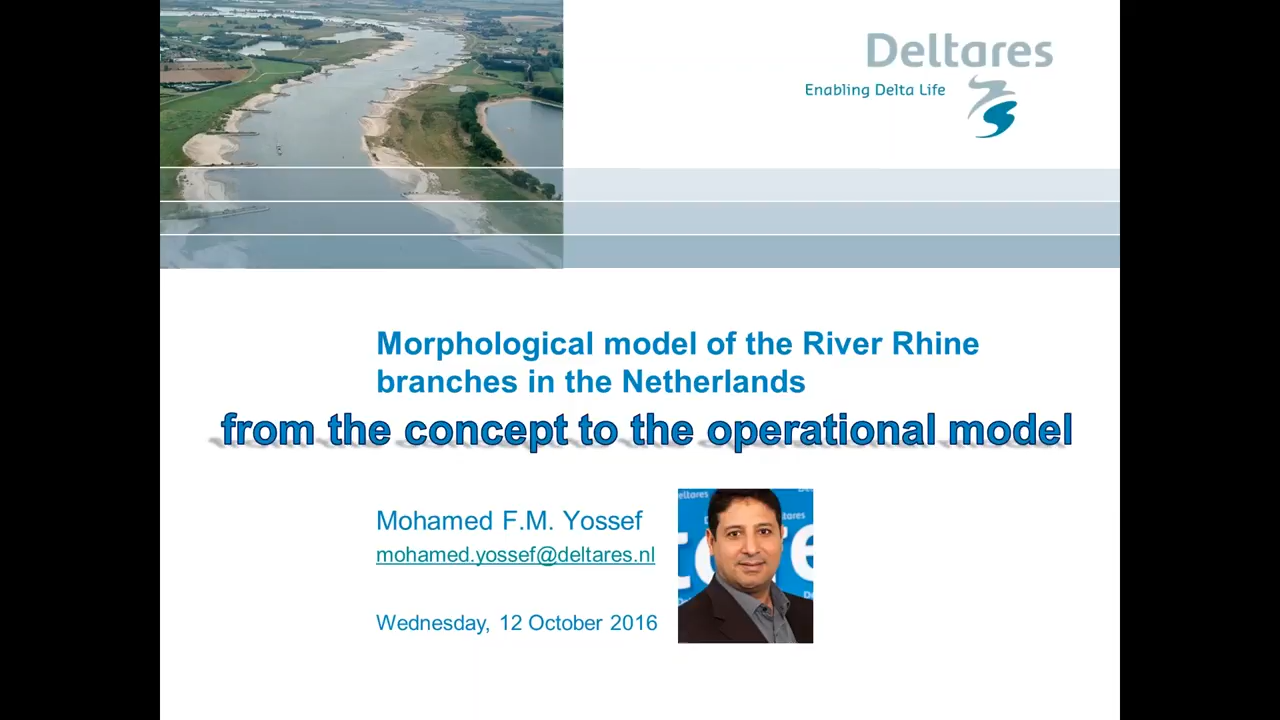 Deltares
Enabling Delta Life
Morphological model of the River Rhine
branches in the Netherlands
from the concept to the operational model
Mohamed F.M. Yossef
mohamed.yossef@deltares.nl
Wednesday, 12 October 2016